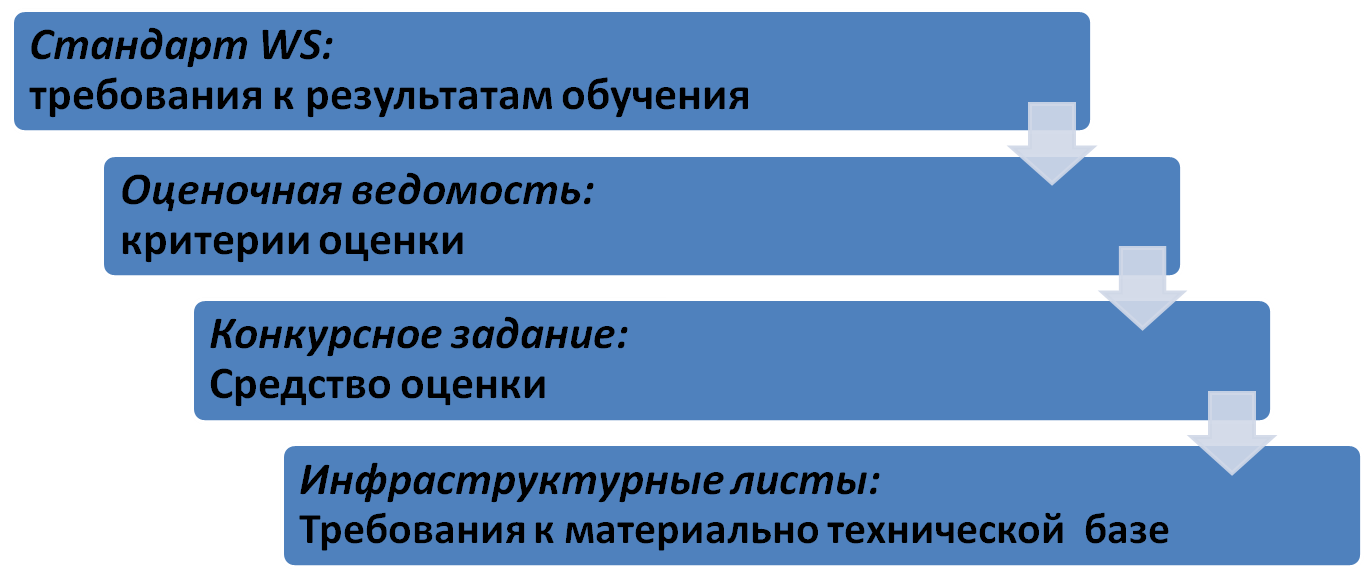 Стандарт WS:
требования к результатам обучения
Оценочная ведомость:
критерии оценки
Конкурсное задание:
Средство оценки
Инфраструктурные листы:
Требования к материально технической  базе